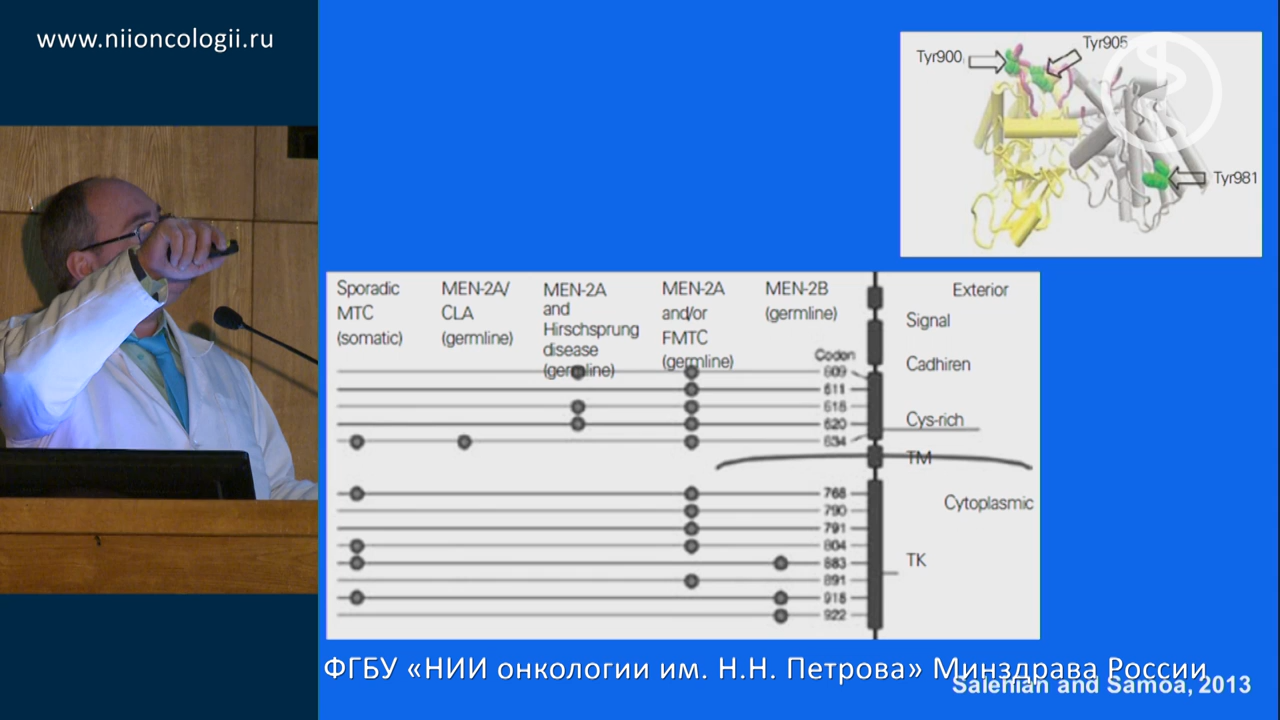 www.niioncologii.ru
Tyr900
Tyr905
Tyr981
Sporadic
MTC
(somatic)
MEN-2A/
CLA
(germline)
MEN-2A
and
Hirschsprung
disease
(germline)
MEN-2A
and/or
FMTC
(germline)
MEN-2B
(germline)
Codon
609
611
618
620
634
768
790
791
804
883
891
918
922
Exterior
Signal
Cadhiren
Cys-rich
TM
Cytoplasmic
TK
ФГБУ «НИИ онкологии им. Н.Н. Петрова» Минздрава России
Salehian and Samoa, 2013